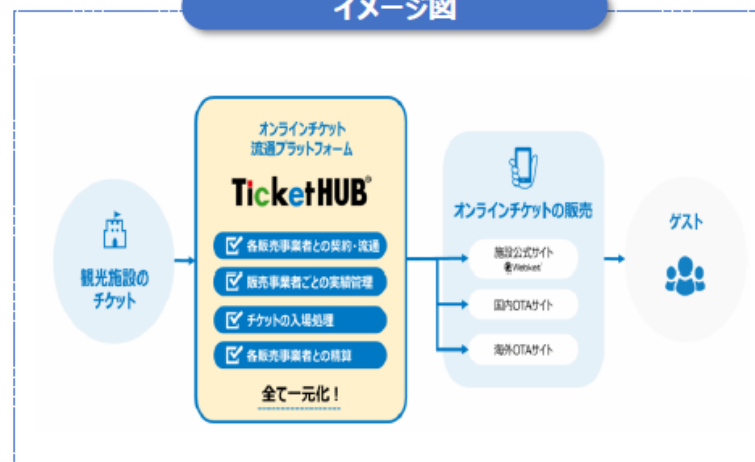 イメージ図
オンラインチケット
流通プラットフォーム
TicketHUB®
各販売事業者との契約・流通
販売事業者ごとの実績管理
チケットの入場処理
各販売事業者との精算
全て一元化！
観光施設の
チケット
オンラインチケットの販売
施設公式サイト
Webket
国内OTAサイト
海外OTAサイト
ゲスト